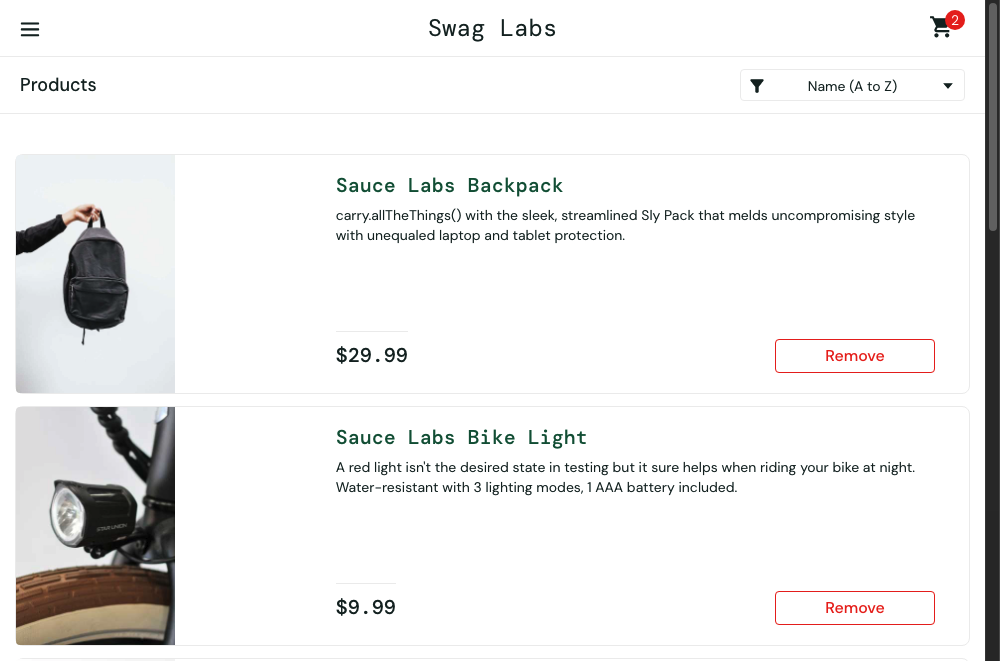 Swag Labs
2
Products
Name (A to Z)
Sauce Labs Backpack
carry.allTheThings() with the sleek, streamlined Sly Pack that melds uncompromising style
with unequaled laptop and tablet protection.
$29.99
Remove
Sauce Labs Bike Light
A red light isn't the desired state in testing but it sure helps when riding your bike at night.
Water-resistant with 3 lighting modes, 1 AAA battery included.
$9.99
Remove